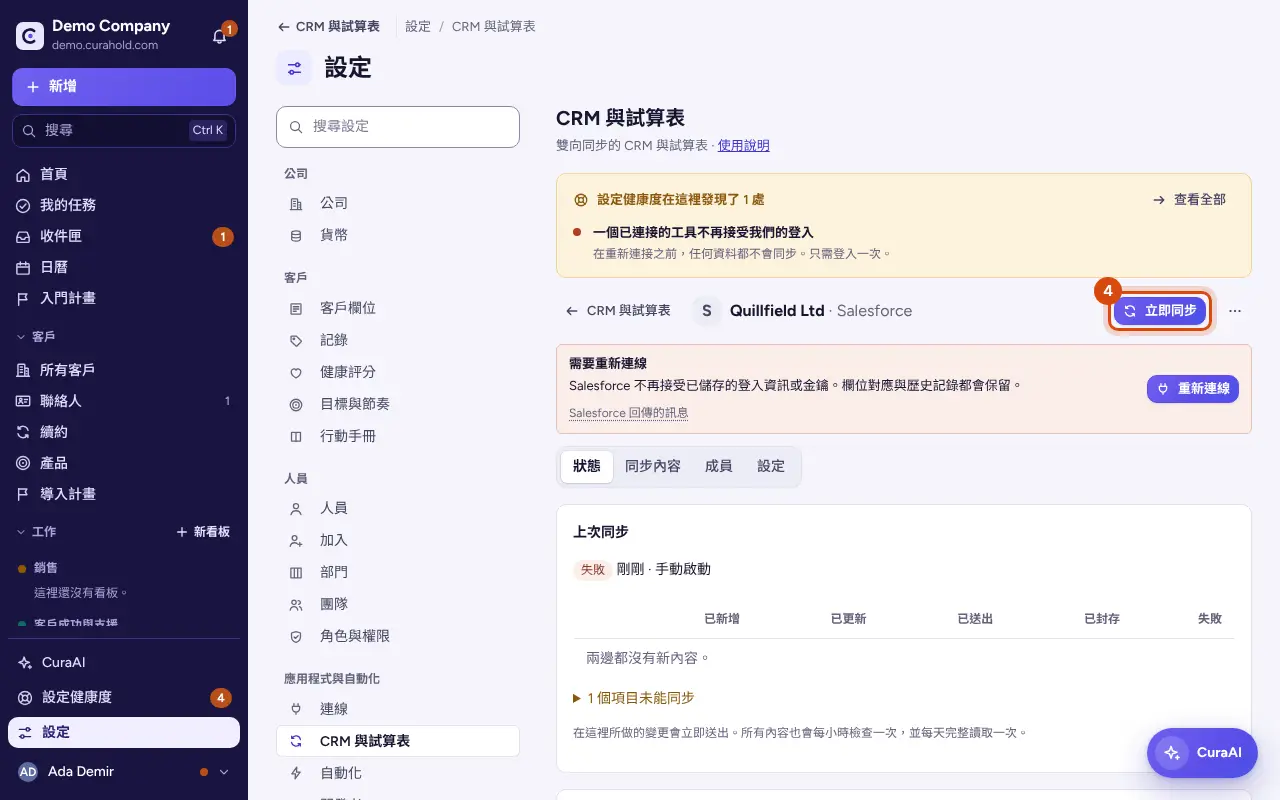 Demo Company
demo.curahold.com
1
新增
搜尋
Ctrl K
首頁
我的任務
收件匣
1
日曆
入門計畫
客戶
所有客戶
聯絡人
1
續約
產品
導入計畫
工作
新看板
銷售
這裡還沒有看板。
客戶成功與支援
CuraAI
設定健康度
4
設定
AD
Ada Demir
CRM 與試算表
設定 / CRM 與試算表
設定
搜尋設定
公司
公司
貨幣
客戶
客戶欄位
記錄
健康評分
目標與節奏
行動手冊
人員
人員
加入
部門
團隊
角色與權限
應用程式與自動化
連線
CRM 與試算表
自動化
CRM 與試算表
雙向同步的 CRM 與試算表 · 使用說明
設定健康度在這裡發現了 1 處
查看全部
一個已連接的工具不再接受我們的登入
在重新連接之前，任何資料都不會同步。只需登入一次。
CRM 與試算表
S
Quillfield Ltd · Salesforce
4
立即同步
需要重新連線
Salesforce 不再接受已儲存的登入資訊或金鑰。欄位對應與歷史記錄都會保留。
Salesforce 回傳的訊息
重新連線
狀態
同步內容
成員
設定
上次同步
失敗 剛剛 · 手動啟動
已新增
已更新
已送出
已封存
失敗
兩邊都沒有新內容。
1 個項目未能同步
在這裡所做的變更會立即送出。所有內容也會每小時檢查一次，並每天完整讀取一次。
CuraAI